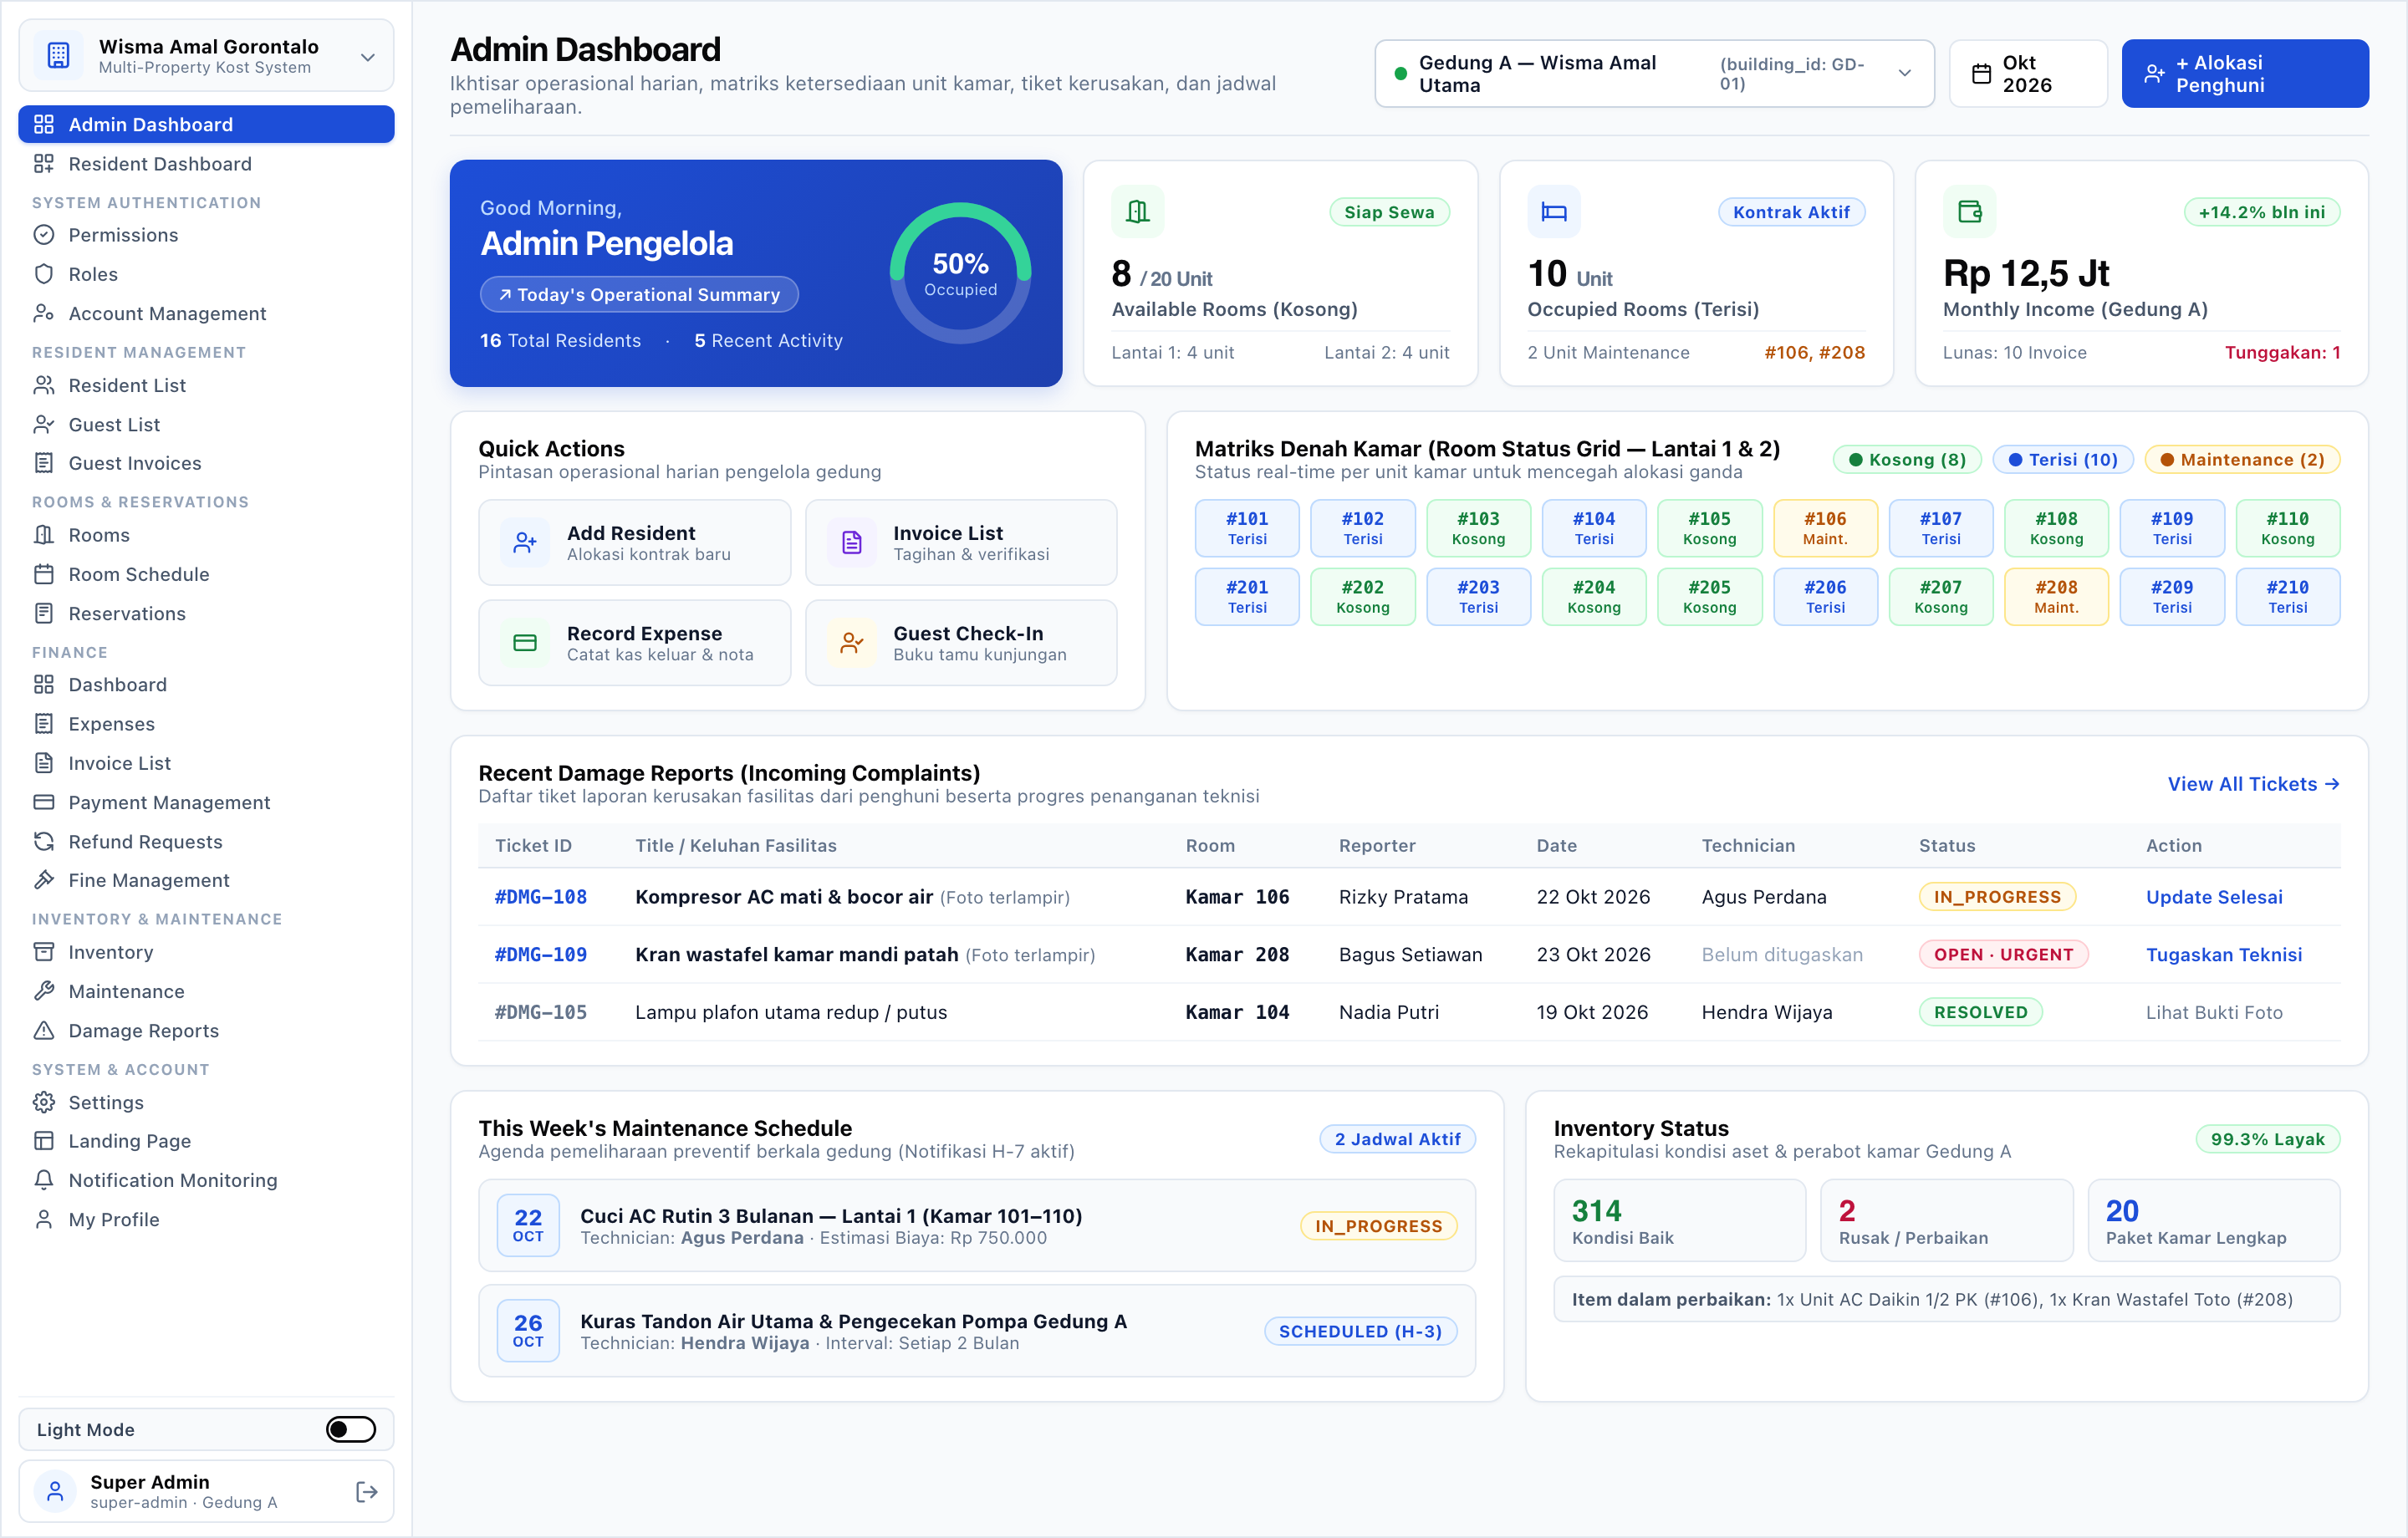 Wisma Amal Gorontalo
Multi-Property Kost System
Admin Dashboard
Resident Dashboard
SYSTEM AUTHENTICATION
Permissions
Roles
Account Management
RESIDENT MANAGEMENT
Resident List
Guest List
Guest Invoices
ROOMS & RESERVATIONS
Rooms
Room Schedule
Reservations
FINANCE
Dashboard
Expenses
Invoice List
Payment Management
Refund Requests
Fine Management
INVENTORY & MAINTENANCE
Inventory
Maintenance
Damage Reports
SYSTEM & ACCOUNT
Settings
Landing Page
Notification Monitoring
My Profile
Light Mode
Super Admin
super-admin · Gedung A
Admin Dashboard
Ikhtisar operasional harian, matriks ketersediaan unit kamar, tiket kerusakan, dan jadwal
pemeliharaan.
Gedung A — Wisma Amal
Utama
(building_id: GD-
01)
Okt
2026
+ Alokasi
Penghuni
Good Morning,
Admin Pengelola
↗ Today's Operational Summary
16 Total Residents · 5 Recent Activity
50%
Occupied
Siap Sewa
8 / 20 Unit
Available Rooms (Kosong)
Lantai 1: 4 unit Lantai 2: 4 unit
Kontrak Aktif
10 Unit
Occupied Rooms (Terisi)
2 Unit Maintenance #106, #208
+14.2% bln ini
Rp 12,5 Jt
Monthly Income (Gedung A)
Lunas: 10 Invoice Tunggakan: 1
Quick Actions
Pintasan operasional harian pengelola gedung
Add Resident
Alokasi kontrak baru
Invoice List
Tagihan & verifikasi
Record Expense
Catat kas keluar & nota
Guest Check-In
Buku tamu kunjungan
Matriks Denah Kamar (Room Status Grid — Lantai 1 & 2)
Status real-time per unit kamar untuk mencegah alokasi ganda
Kosong (8) Terisi (10) Maintenance (2)
#101 #102 #103 #104 #105 #106 #107 #108 #109 #110
Terisi Terisi Kosong Terisi Kosong Maint. Terisi Kosong Terisi Kosong
#201 #202 #203 #204 #205 #206 #207 #208 #209 #210
Terisi Kosong Terisi Kosong Kosong Terisi Kosong Maint. Terisi Terisi
Recent Damage Reports (Incoming Complaints)
Daftar tiket laporan kerusakan fasilitas dari penghuni beserta progres penanganan teknisi
View All Tickets →
Ticket ID Title / Keluhan Fasilitas Room Reporter Date Technician Status Action
#DMG-108 Kompresor AC mati & bocor air (Foto terlampir) Kamar 106 Rizky Pratama 22 Okt 2026 Agus Perdana IN_PROGRESS Update Selesai
#DMG-109 Kran wastafel kamar mandi patah (Foto terlampir) Kamar 208 Bagus Setiawan 23 Okt 2026 Belum ditugaskan OPEN · URGENT Tugaskan Teknisi
#DMG-105 Lampu plafon utama redup / putus Kamar 104 Nadia Putri 19 Okt 2026 Hendra Wijaya RESOLVED Lihat Bukti Foto
This Week's Maintenance Schedule
Agenda pemeliharaan preventif berkala gedung (Notifikasi H-7 aktif)
2 Jadwal Aktif
22
OCT
Cuci AC Rutin 3 Bulanan — Lantai 1 (Kamar 101–110)
Technician: Agus Perdana · Estimasi Biaya: Rp 750.000
IN_PROGRESS
26
OCT
Kuras Tandon Air Utama & Pengecekan Pompa Gedung A
Technician: Hendra Wijaya · Interval: Setiap 2 Bulan
SCHEDULED (H-3)
Inventory Status
Rekapitulasi kondisi aset & perabot kamar Gedung A
99.3% Layak
314
Kondisi Baik
2
Rusak / Perbaikan
20
Paket Kamar Lengkap
Item dalam perbaikan: 1x Unit AC Daikin 1/2 PK (#106), 1x Kran Wastafel Toto (#208)